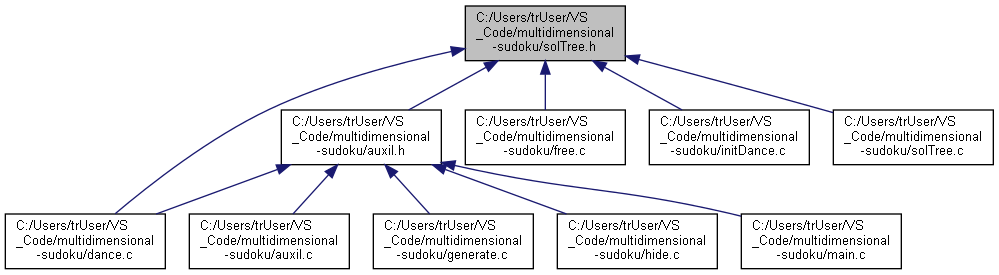 C:/Users/trUser/VS
_Code/multidimensional
-sudoku/solTree.h
C:/Users/trUser/VS
_Code/multidimensional
-sudoku/auxil.h
C:/Users/trUser/VS
_Code/multidimensional
-sudoku/free.c
C:/Users/trUser/VS
_Code/multidimensional
-sudoku/initDance.c
C:/Users/trUser/VS
_Code/multidimensional
-sudoku/solTree.c
C:/Users/trUser/VS
_Code/multidimensional
-sudoku/dance.c
C:/Users/trUser/VS
_Code/multidimensional
-sudoku/auxil.c
C:/Users/trUser/VS
_Code/multidimensional
-sudoku/generate.c
C:/Users/trUser/VS
_Code/multidimensional
-sudoku/hide.c
C:/Users/trUser/VS
_Code/multidimensional
-sudoku/main.c